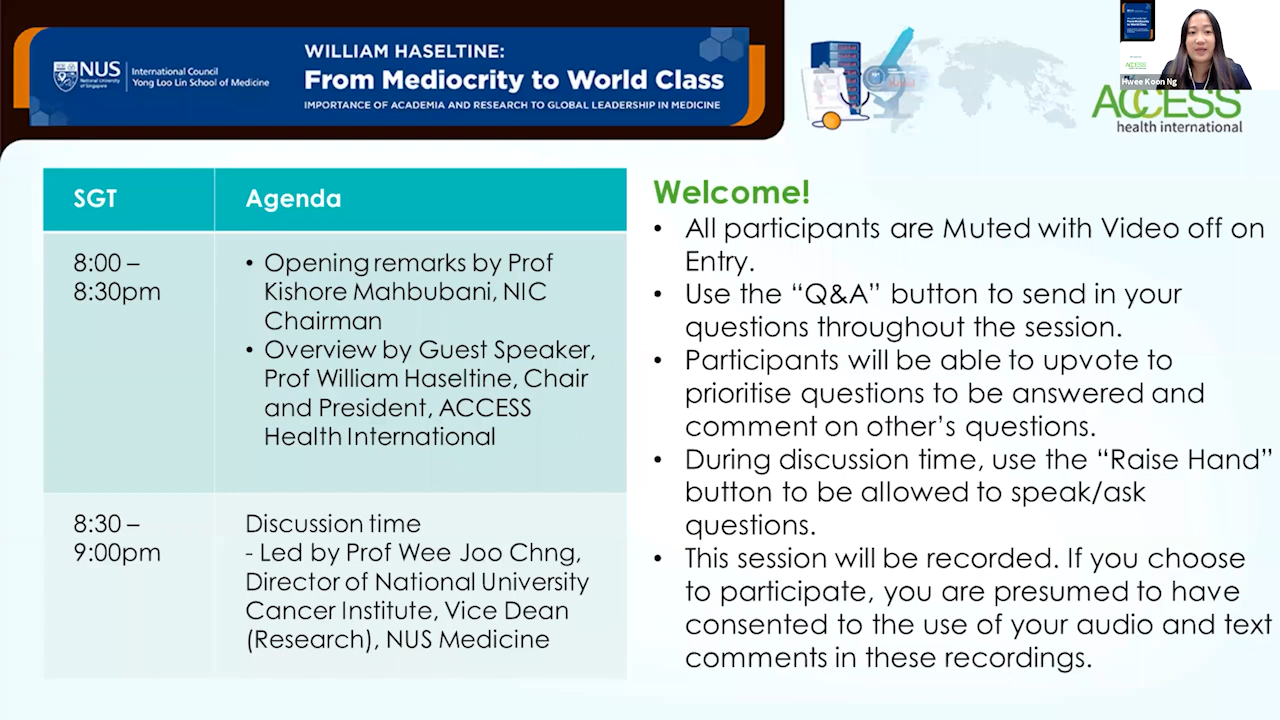 NUS
National University
of Singapore
International Council
Yong Loo Lin School of Medicine
WILLIAM HASELTINE:
From Mediocrity to World Class
IMPORTANCE OF ACADEMIA AND RESEARCH TO GLOBAL LEADERSHIP IN MEDICINE
Hwee Koon Ng
ACCESS
health international
SGT
Agenda
8:00 –
8:30pm
• Opening remarks by Prof
Kishore Mahbubani, NIC
Chairman
• Overview by Guest Speaker,
Prof William Haseltine, Chair
and President, ACCESS
Health International
8:30 –
9:00pm
Discussion time
- Led by Prof Wee Joo Chng,
Director of National University
Cancer Institute, Vice Dean
(Research), NUS Medicine
Welcome!
• All participants are Muted with Video off on
Entry.
• Use the “Q&A” button to send in your
questions throughout the session.
• Participants will be able to upvote to
prioritise questions to be answered and
comment on other’s questions.
• During discussion time, use the “Raise Hand”
button to be allowed to speak/ask
questions.
• This session will be recorded. If you choose
to participate, you are presumed to have
consented to the use of your audio and text
comments in these recordings.